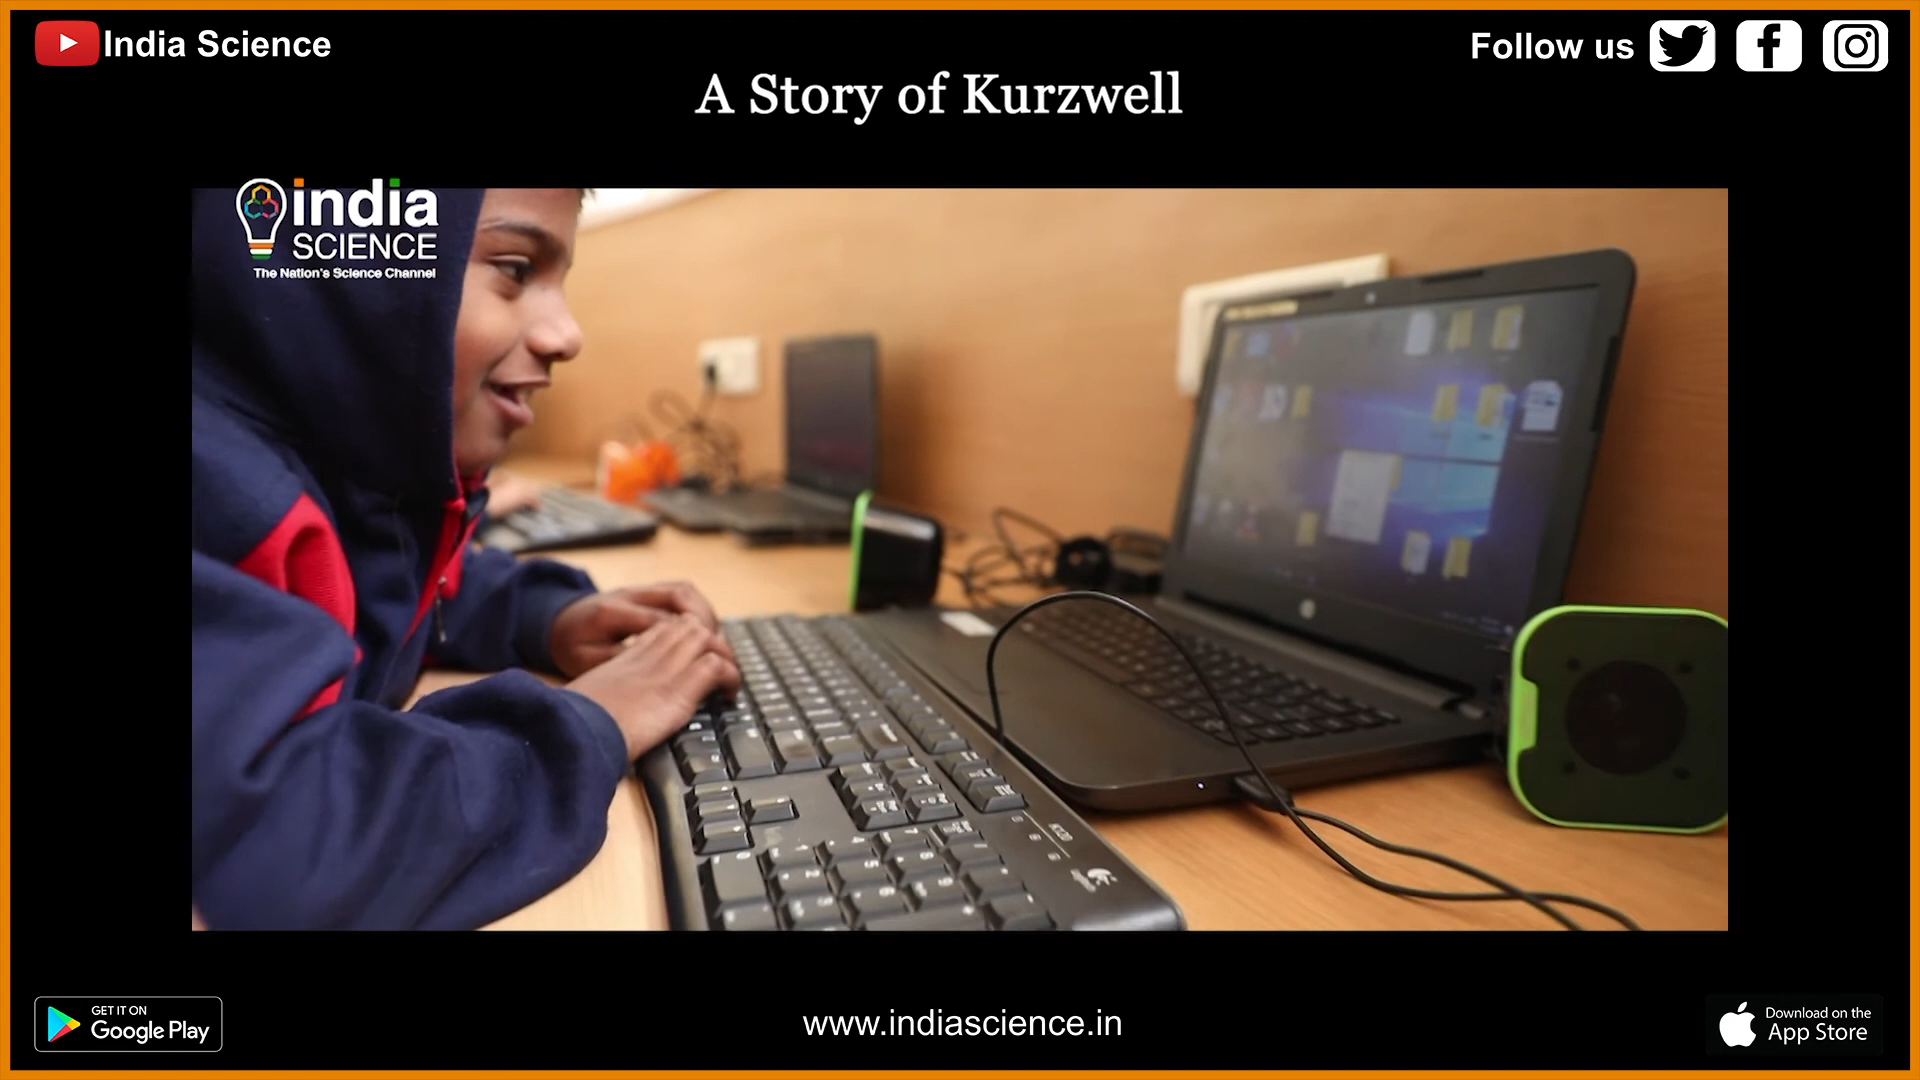 India Science
Follow us
A Story of Kurzwell
india
SCIENCE
The Nation's Science Channel
K120
GET IT ON
Google Play
www.indiascience.in
Download on the
App Store